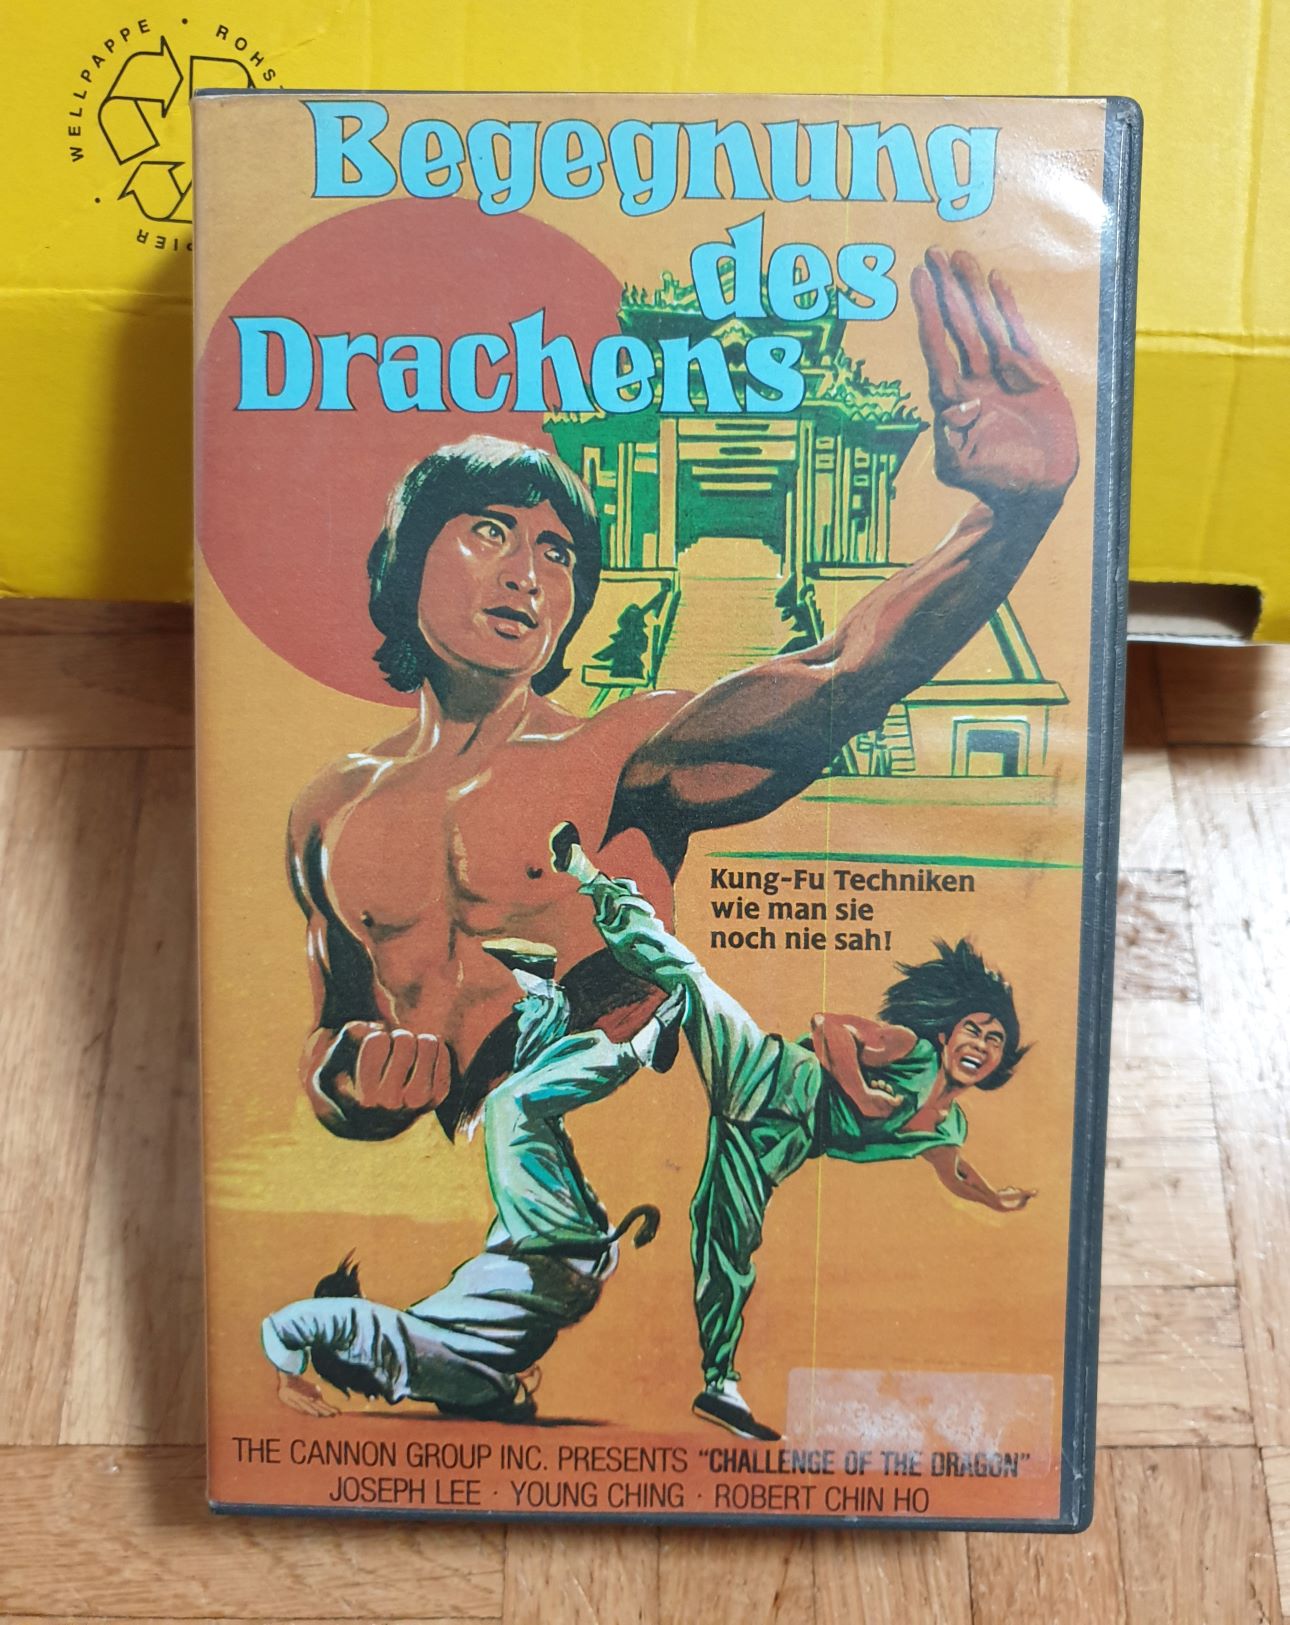 WELLPAPPE • ROHS
Begegnung
des
Drachens
Kung-Fu Techniken
wie man sie
noch nie sah!
THE CANNON GROUP INC. PRESENTS "CHALLENGE OF THE DRAGON"
JOSEPH LEE · YOUNG CHING · ROBERT CHIN HO